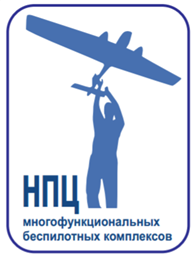 НПЦ
многофункциональных
беспилотных комплексов